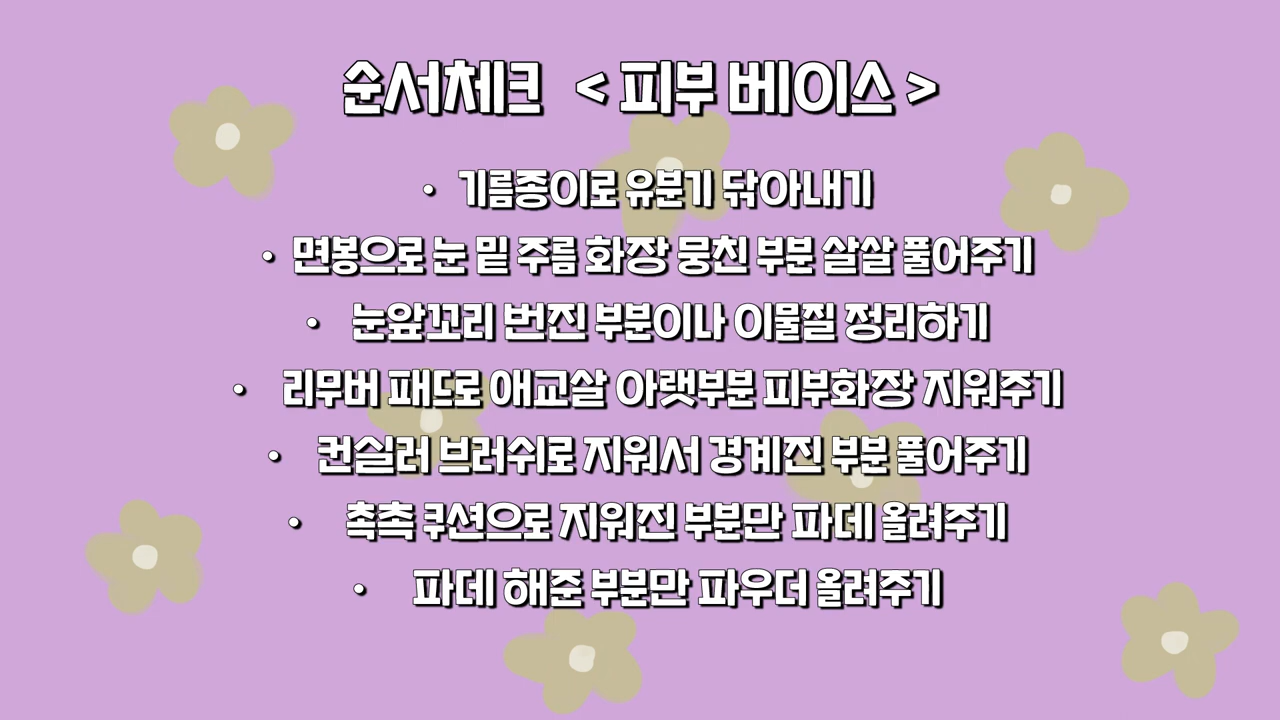 순서체크 < 피부 베이스 >
• 기름종이로 유분기 닦아내기
• 면봉으로 눈 밑 주름 화장 뭉친 부분 살살 풀어주기
• 눈앞꼬리 번진 부분이나 이물질 정리하기
• 리무버 패드로 애교살 아랫부분 피부화장 지워주기
• 컨실러 브러쉬로 지워서 경계진 부분 풀어주기
• 촉촉 쿠션으로 지워진 부분만 파데 올려주기
• 파데 해준 부분만 파우더 올려주기